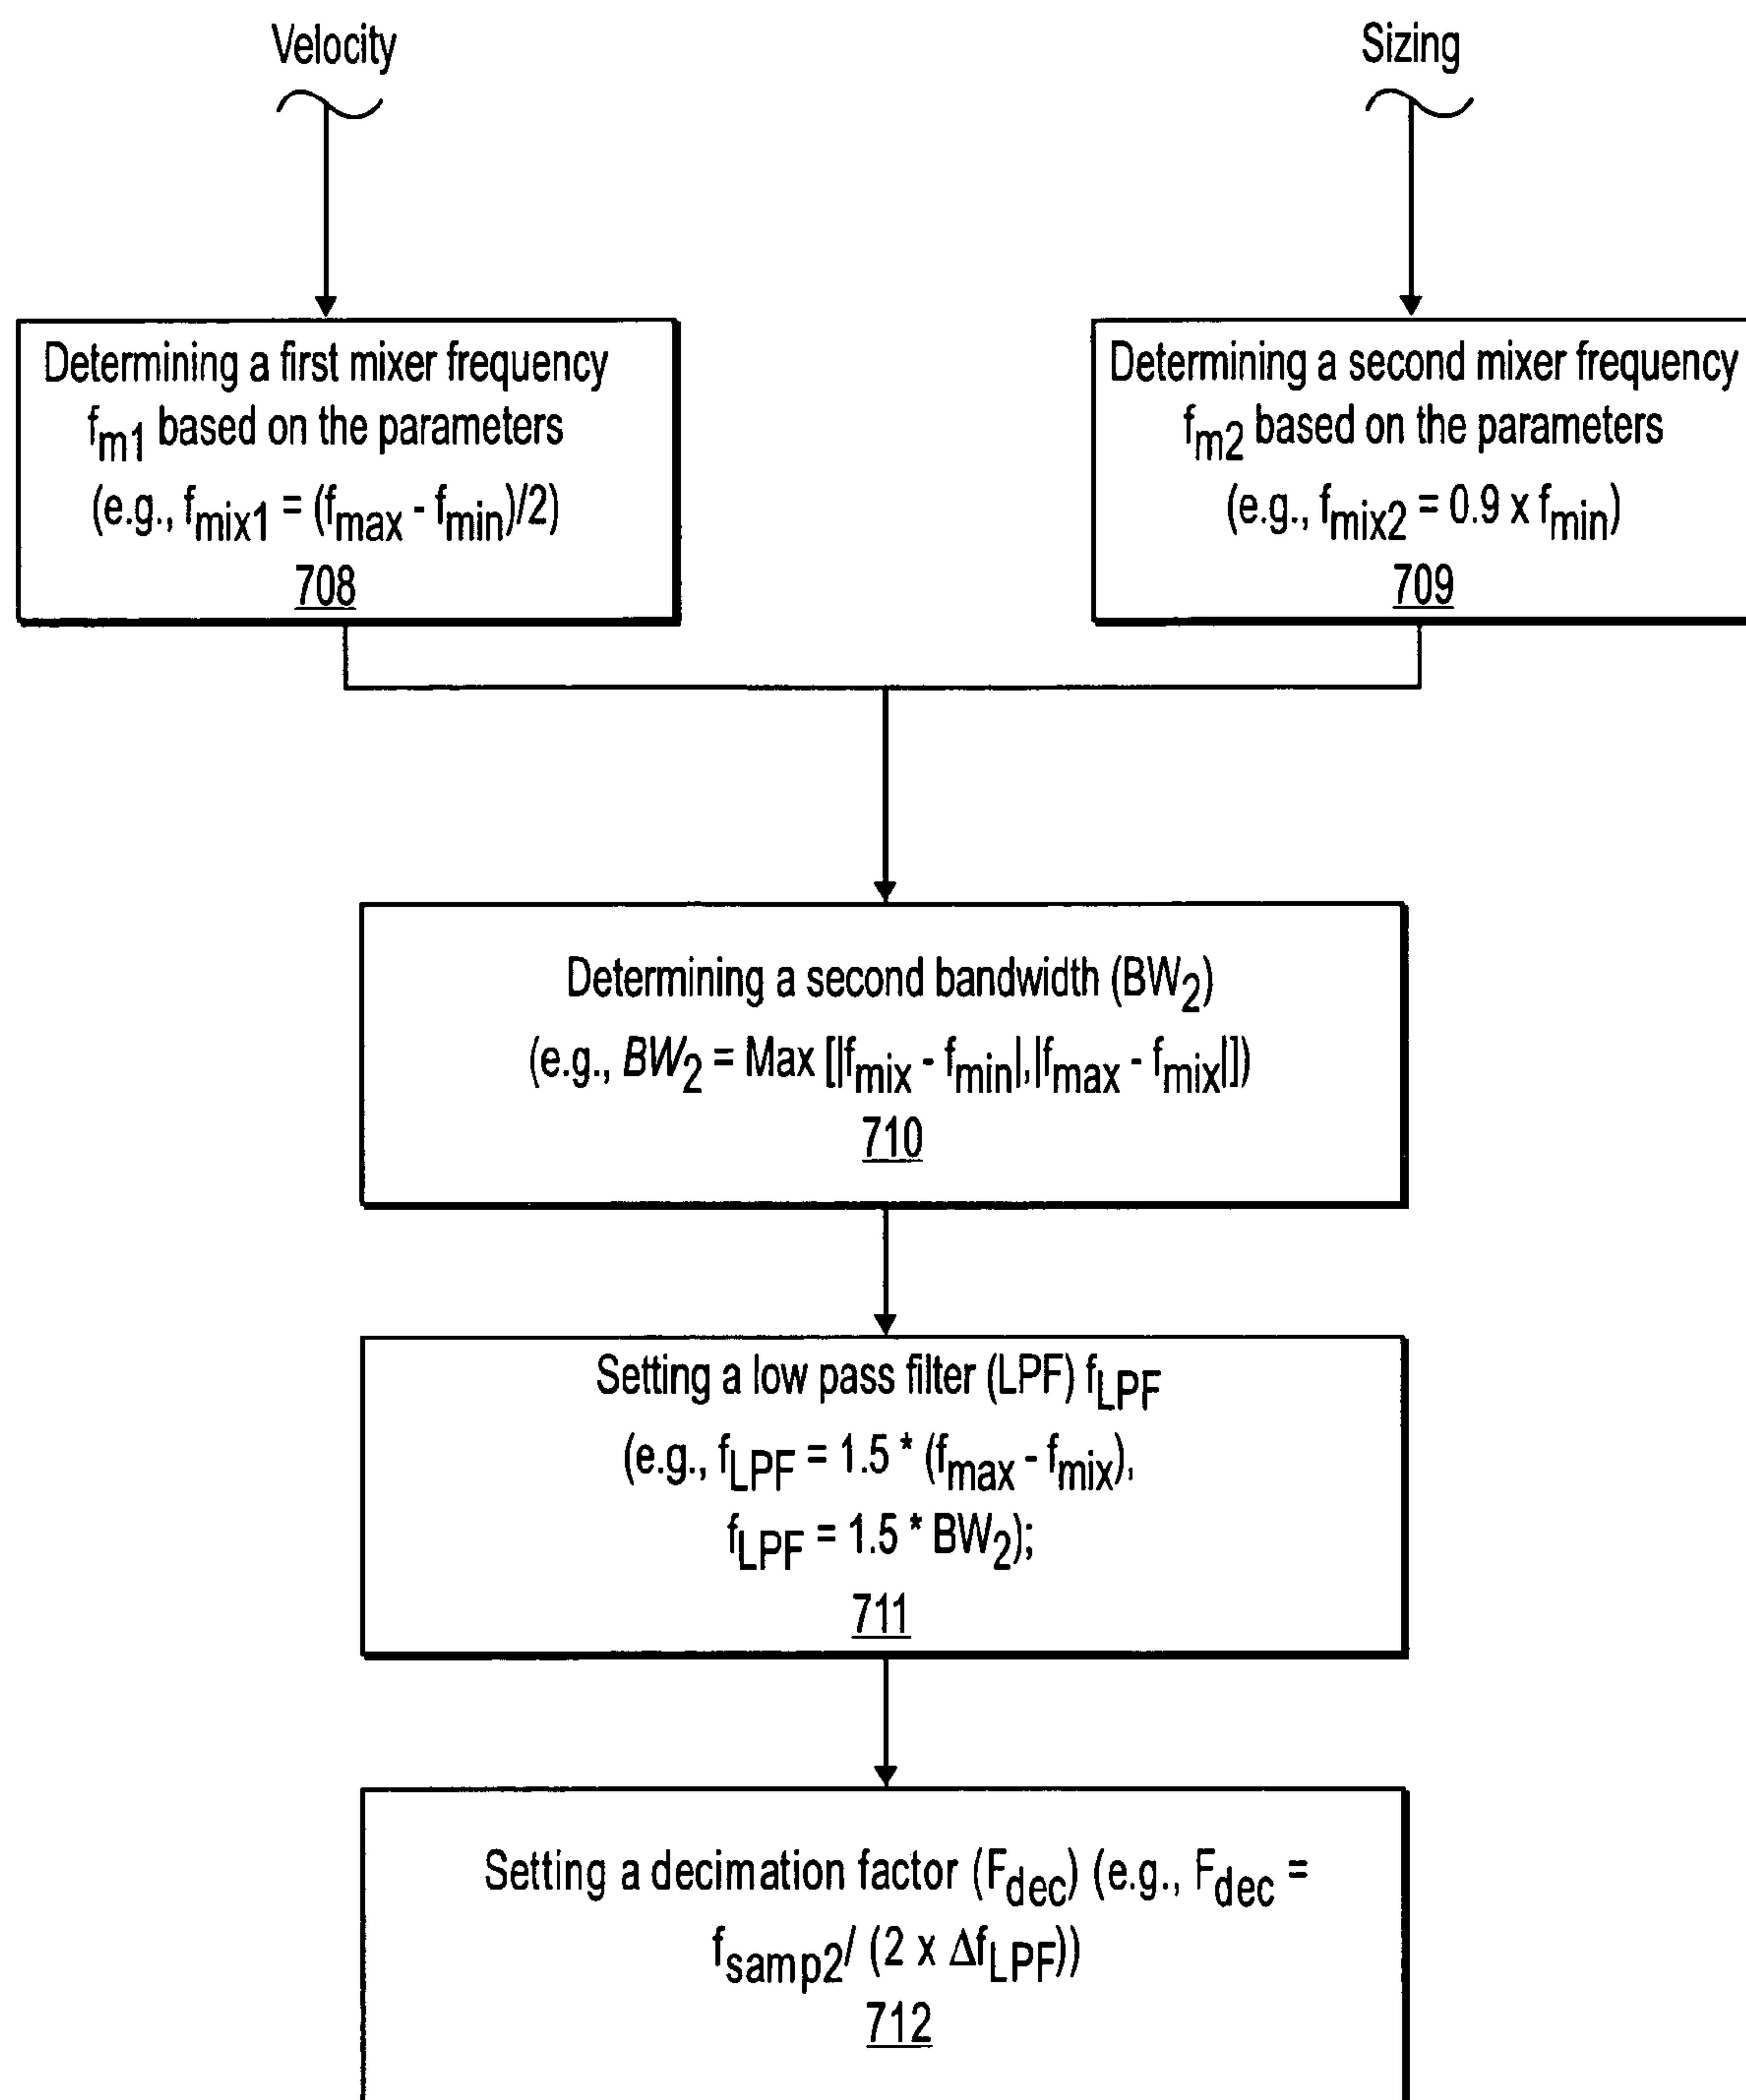 Velocity
Sizing
Determining a first mixer frequency
fm1 based on the parameters
(e.g., fmix1 = (fmax - fmin)/2)
708
Determining a second mixer frequency
fm2 based on the parameters
(e.g., fmix2 = 0.9 x fmin)
709
Determining a second bandwidth (BW2)
(e.g., BW2 = Max [|fmix - fmin|,|fmax - fmix|])
710
Setting a low pass filter (LPF) fLPF
(e.g., fLPF = 1.5 * (fmax - fmix),
fLPF = 1.5 * BW2);
711
Setting a decimation factor (Fdec) (e.g., Fdec =
fsamp2/ (2 x ΔfLPF))
712